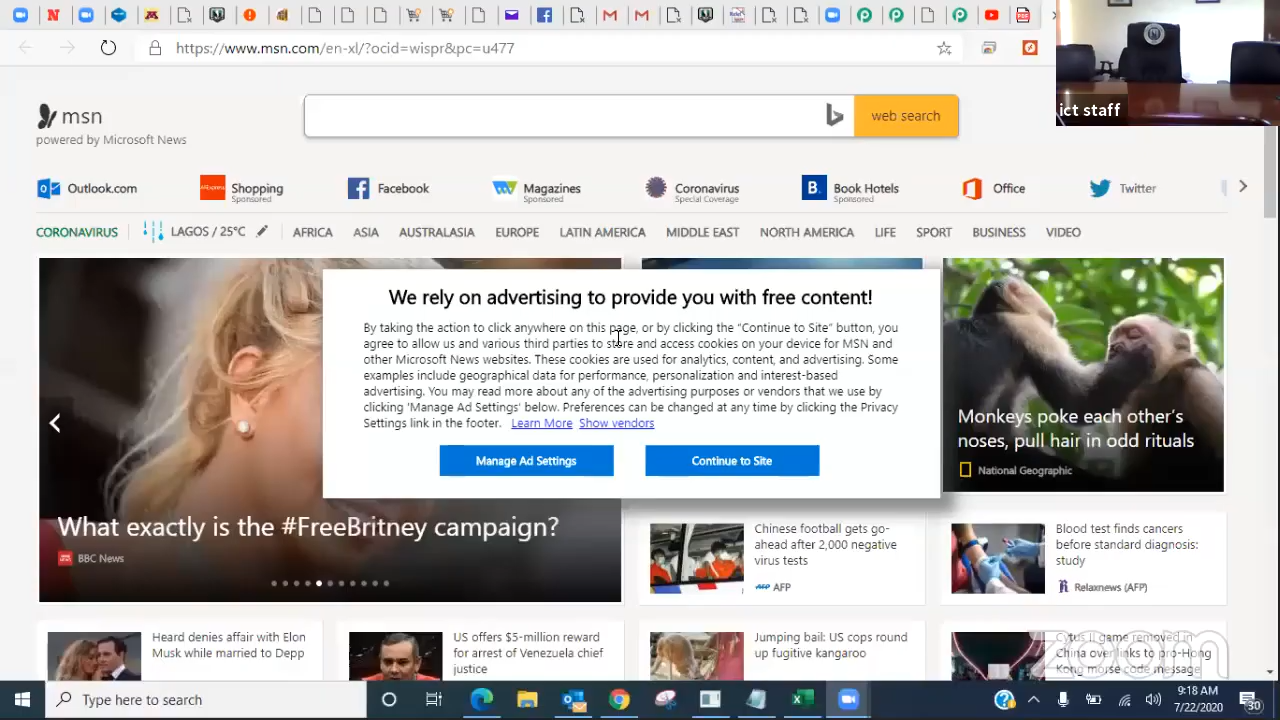 https://www.msn.com/en-xl/?ocid=wispr&pc=u477
ict staff
msn
powered by Microsoft News
web search
Outlook.com
AliExpress
Shopping
Sponsored
Facebook
Magazines
Sponsored
Coronavirus
Special Coverage
B.
Book Hotels
Sponsored
Office
Twitter
CORONAVIRUS
LAGOS / 25°C
AFRICA
ASIA
AUSTRALASIA
EUROPE
LATIN AMERICA
MIDDLE EAST
NORTH AMERICA
LIFE
SPORT
BUSINESS
VIDEO
We rely on advertising to provide you with free content!
By taking the action to click anywhere on this page, or by clicking the “Continue to Site” button, you
agree to allow us and various third parties to store and access cookies on your device for MSN and
other Microsoft News websites. These cookies are used for analytics, content, and advertising. Some
examples include geographical data for performance, personalization and interest-based
advertising. You may read more about any of the advertising purposes or vendors that we use by
clicking 'Manage Ad Settings' below. Preferences can be changed at any time by clicking the Privacy
Settings link in the footer. Learn More Show vendors
Manage Ad Settings
Continue to Site
What exactly is the #FreeBritney campaign?
BBC News
Monkeys poke each other’s
noses, pull hair in odd rituals
National Geographic
Chinese football gets go-
ahead after 2,000 negative
virus tests
AFP AFP
Blood test finds cancers
before standard diagnosis:
study
Relaxnews (AFP)
Heard denies affair with Elon
Musk while married to Depp
US offers $5-million reward
for arrest of Venezuela chief
justice
Jumping bail: US cops round
up fugitive kangaroo
Cytus II game removed in
China over links to pro-Hong
Kong morse code message
zoom
Type here to search
9:18 AM
7/22/2020
30